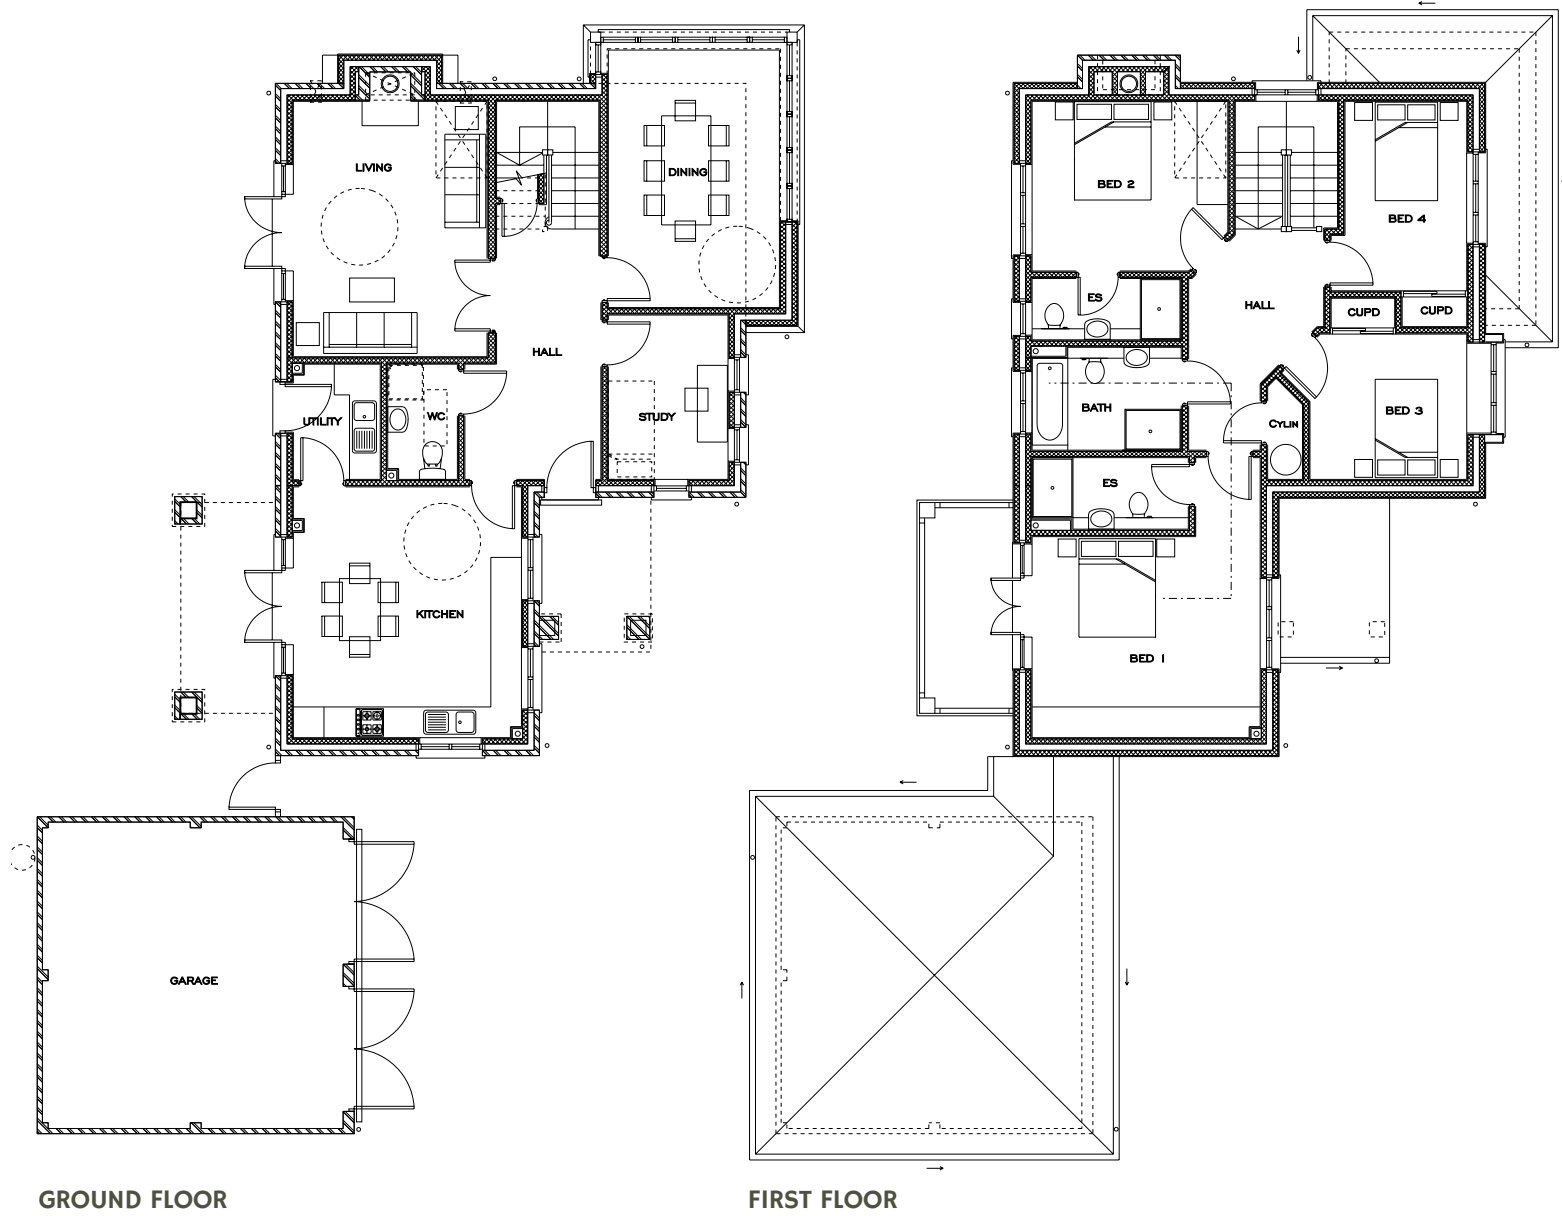 LIVING
DINING
HALL
UTILITY
WC
STUDY
KITCHEN
GARAGE
GROUND FLOOR
BED 2
BED 4
ES
HALL
CUPD
CUPD
BATH
BED 3
CYLIN
ES
BED 1
FIRST FLOOR